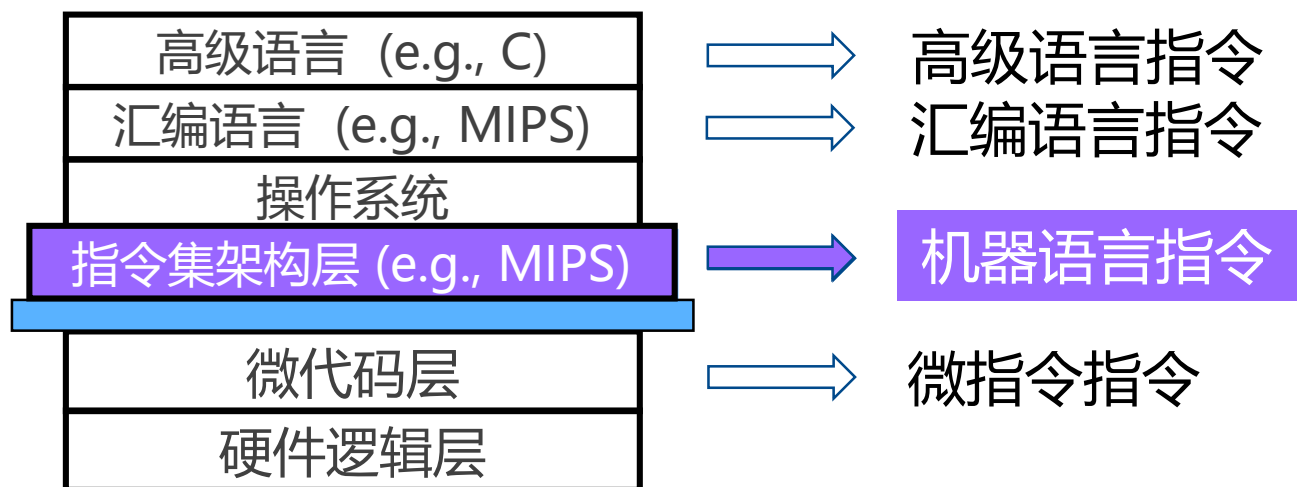 高级语言 (e.g., C)
高级语言指令
汇编语言 (e.g., MIPS)
汇编语言指令
操作系统
指令集架构层 (e.g., MIPS)
机器语言指令
微代码层
微指令指令
硬件逻辑层